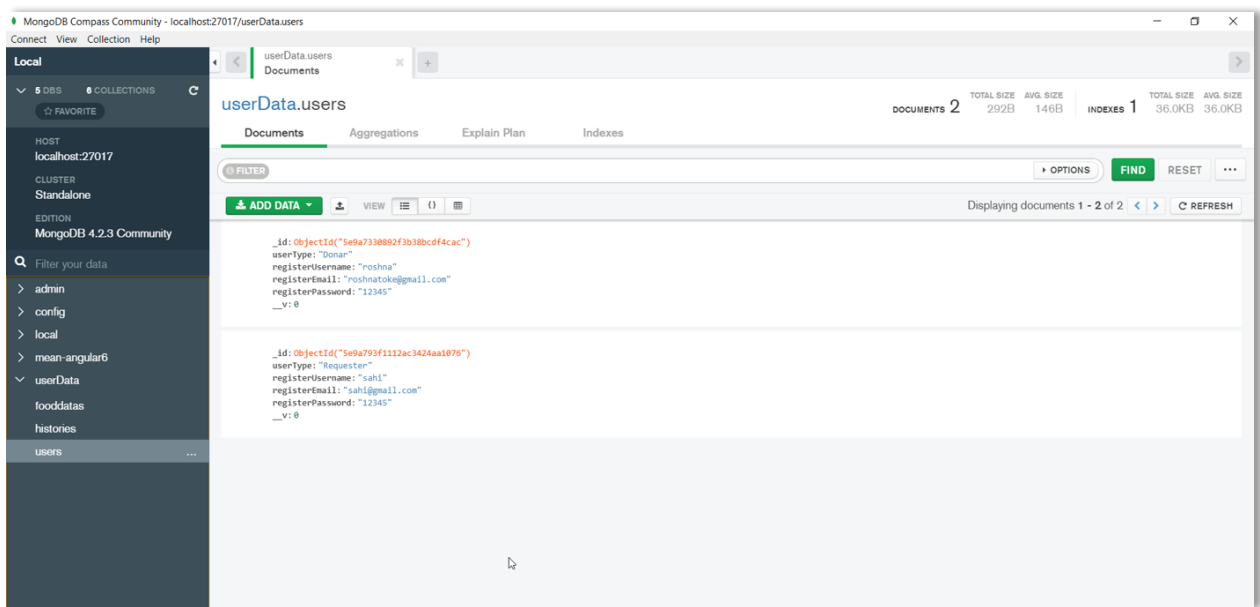 MongoDB Compass Community - localhost:27017/userData.users
Connect View Collection Help
Local
5 DBS 6 COLLECTIONS
FAVORITE
HOST
localhost:27017
CLUSTER
Standalone
EDITION
MongoDB 4.2.3 Community
Filter your data
admin
config
local
mean-angular6
userData
fooddatas
histories
users ...
userData.users
Documents
userData.users
DOCUMENTS 2 TOTAL SIZE 292B AVG. SIZE 146B INDEXES 1 TOTAL SIZE 36.0KB AVG. SIZE 36.0KB
Documents Aggregations Explain Plan Indexes
FILTER OPTIONS FIND RESET ...
ADD DATA VIEW {} Displaying documents 1 - 2 of 2 < > REFRESH
_id: ObjectId("5e9a7330892f3b38bcdf4cac")
userType: "Donar"
registerUsername: "roshna"
registerEmail: "roshnatoke@gmail.com"
registerPassword: "12345"
__v: 0
_id: ObjectId("5e9a793f1112ac3424aa1076")
userType: "Requester"
registerUsername: "sahi"
registerEmail: "sahi@gmail.com"
registerPassword: "12345"
__v: 0